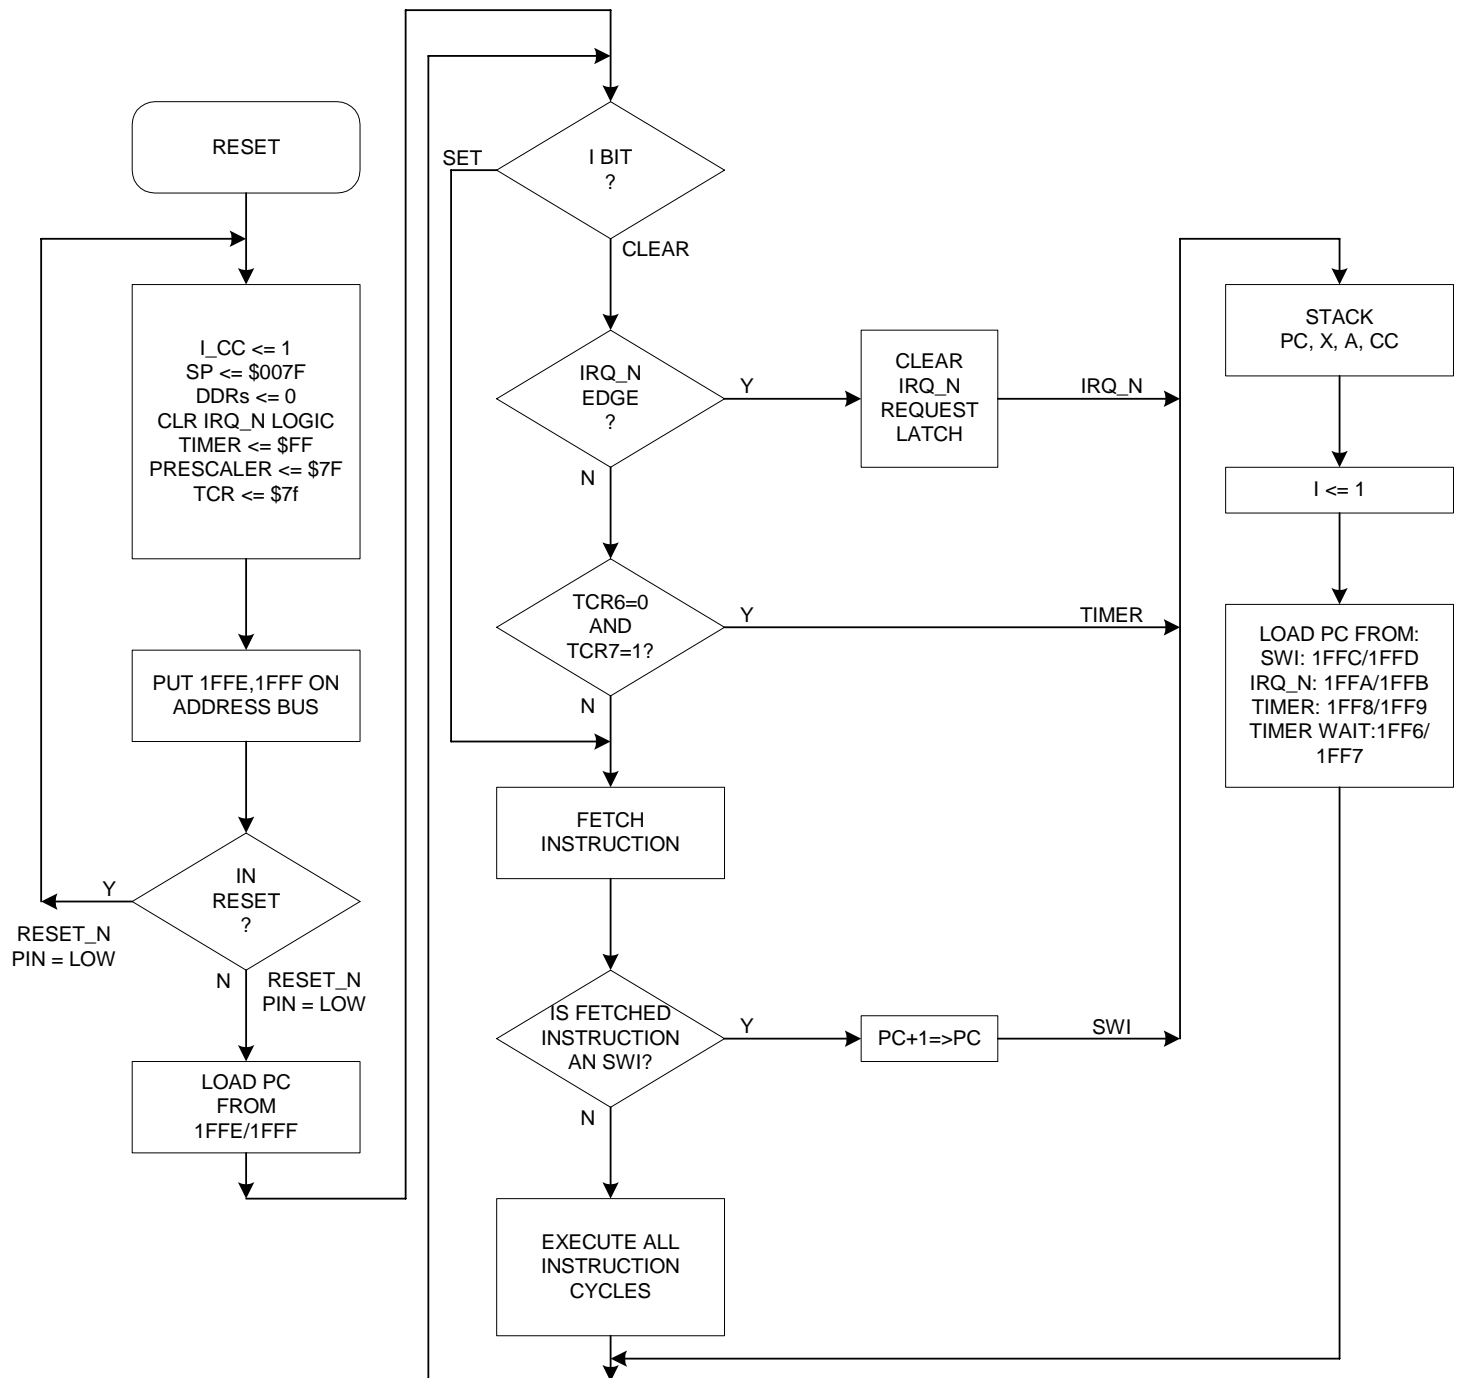 RESET
I_CC <= 1
SP <= $007F
DDRs <= 0
CLR IRQ_N LOGIC
TIMER <= $FF
PRESCALER <= $7F
TCR <= $7f
PUT 1FFE,1FFF ON
ADDRESS BUS
IN
RESET
?
Y
RESET_N
PIN = LOW
N
RESET_N
PIN = LOW
LOAD PC
FROM
1FFE/1FFF
I BIT
?
SET
CLEAR
IRQ_N
EDGE
?
Y
N
CLEAR
IRQ_N
REQUEST
LATCH
IRQ_N
TCR6=0
AND
TCR7=1?
Y
TIMER
N
FETCH
INSTRUCTION
IS FETCHED
INSTRUCTION
AN SWI?
Y
PC+1=>PC
SWI
N
EXECUTE ALL
INSTRUCTION
CYCLES
STACK
PC, X, A, CC
I <= 1
LOAD PC FROM:
SWI: 1FFC/1FFD
IRQ_N: 1FFA/1FFB
TIMER: 1FF8/1FF9
TIMER WAIT:1FF6/
1FF7